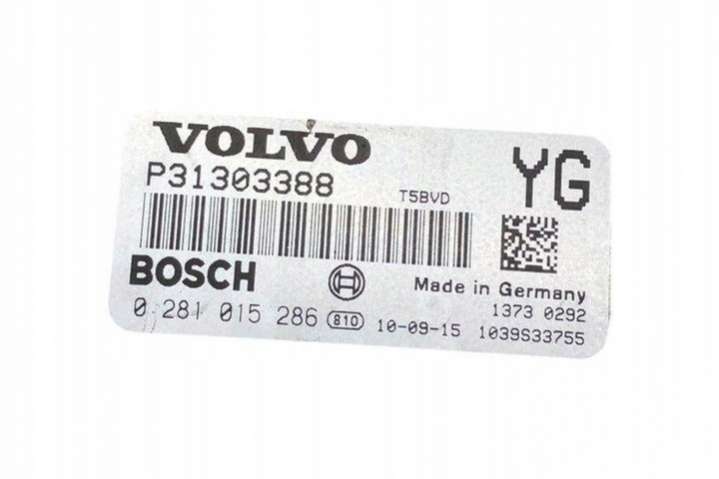 VOLVO
YG
P31303388
T5BVD
BOSCH
Made in Germany
1373 0292
0 281 015 286 810 10-09-15 1039S33755